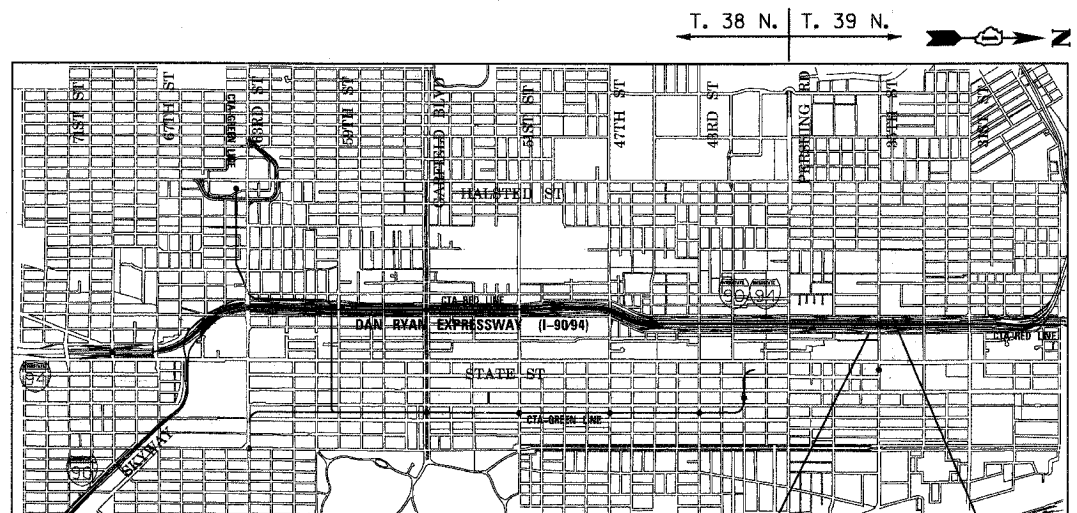 T. 38 N. T. 39 N.
N
71ST ST
67TH ST
CTA-GREEN LINE
63RD ST
59TH ST
GARFIELD BLVD
51ST ST
47TH ST
43RD ST
PERSHING RD
35TH ST
31ST ST
HALSTED ST
CTA-RED LINE
90 94
DAN RYAN EXPRESSWAY (I-90/94)
CTA-RED LINE
94
STATE ST
CTA-GREEN LINE
SKYWAY
90